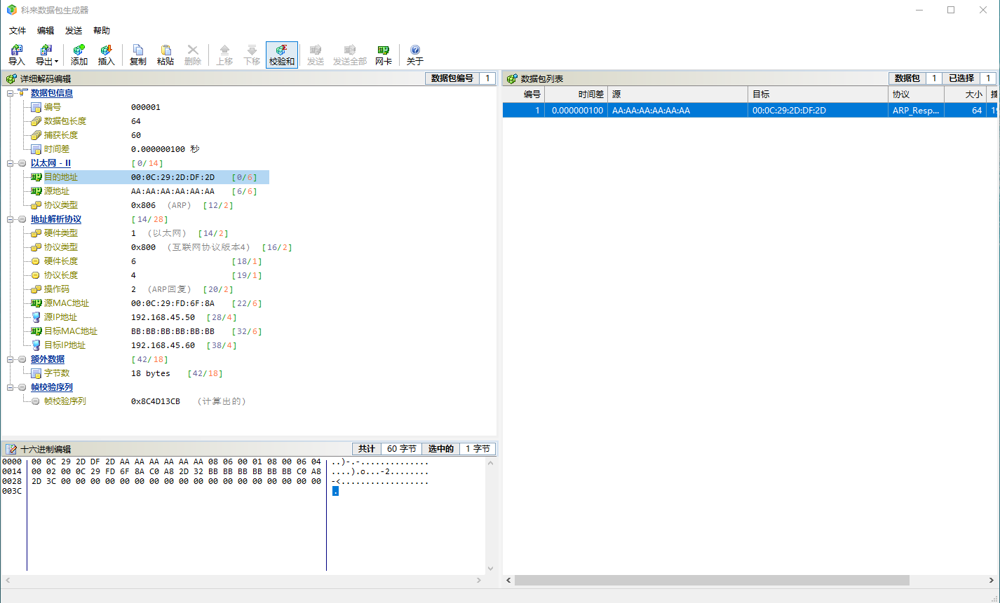 科来数据包生成器
文件 编辑 发送 帮助
导入 导出 添加 插入 复制 粘贴 删除 上移 下移 校验和 发送 发送全部 网卡 关于
详细解码编辑 数据包编号 1
数据包信息
编号 000001
数据包长度 64
捕获长度 60
时间差 0.000000100 秒
以太网 - II [0/14]
目的地址 00:0C:29:2D:DF:2D [0/6]
源地址 AA:AA:AA:AA:AA:AA [6/6]
协议类型 0x806 (ARP) [12/2]
地址解析协议 [14/28]
硬件类型 1 (以太网) [14/2]
协议类型 0x800 (互联网协议版本4) [16/2]
硬件长度 6 [18/1]
协议长度 4 [19/1]
操作码 2 (ARP回复) [20/2]
源MAC地址 00:0C:29:FD:6F:8A [22/6]
源IP地址 192.168.45.50 [28/4]
目标MAC地址 BB:BB:BB:BB:BB:BB [32/6]
目标IP地址 192.168.45.60 [38/4]
额外数据 [42/18]
字节数 18 bytes [42/18]
帧校验序列
帧校验序列 0x8C4D13CB (计算出的)
十六进制编辑 共计 60 字节 选中的 1 字节
0000 00 0C 29 2D DF 2D AA AA AA AA AA AA 08 06 00 01 08 00 06 04 ..)-.-..............
0014 00 02 00 0C 29 FD 6F 8A C0 A8 2D 32 BB BB BB BB BB BB C0 A8 ....).o...-2........
0028 2D 3C 00 00 00 00 00 00 00 00 00 00 00 00 00 00 00 00 00 00 -<..................
003C .
数据包列表 数据包 1 已选择 1
编号 时间差 源 目标 协议 大小
1 0.000000100 AA:AA:AA:AA:AA:AA 00:0C:29:2D:DF:2D ARP_Resp... 64